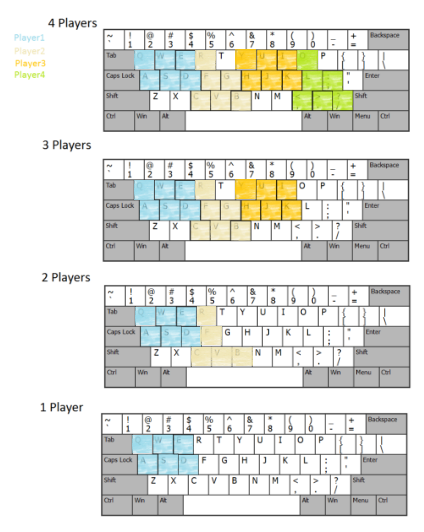 4 Players
Player1
Player2
Player3
Player4
~ ! @ # $ % ^ & * ( ) _ + Backspace
` 1 2 3 4 5 6 7 8 9 0 - =
Tab Q W E R T Y U I O P { } |
Caps Lock A S D F G H J K L : " Enter
; '
Shift Z X C V B N M < > ? Shift
Ctrl Win Alt Alt Win Menu Ctrl
3 Players
~ ! @ # $ % ^ & * ( ) _ + Backspace
` 1 2 3 4 5 6 7 8 9 0 - =
Tab Q W E R T Y U I O P { } |
Caps Lock A S D F G H J K L : " Enter
; '
Shift Z X C V B N M < > ? Shift
, . /
Ctrl Win Alt Alt Win Menu Ctrl
2 Players
~ ! @ # $ % ^ & * ( ) _ + Backspace
` 1 2 3 4 5 6 7 8 9 0 - =
Tab Q W E R T Y U I O P { } |
Caps Lock A S D F G H J K L : " Enter
; '
Shift Z X C V B N M < > ? Shift
, . /
Ctrl Win Alt Alt Win Menu Ctrl
1 Player
~ ! @ # $ % ^ & * ( ) _ + Backspace
` 1 2 3 4 5 6 7 8 9 0 - =
Tab Q W E R T Y U I O P { } |
Caps Lock A S D F G H J K L : " Enter
; '
Shift Z X C V B N M < > ? Shift
, . /
Ctrl Win Alt Alt Win Menu Ctrl